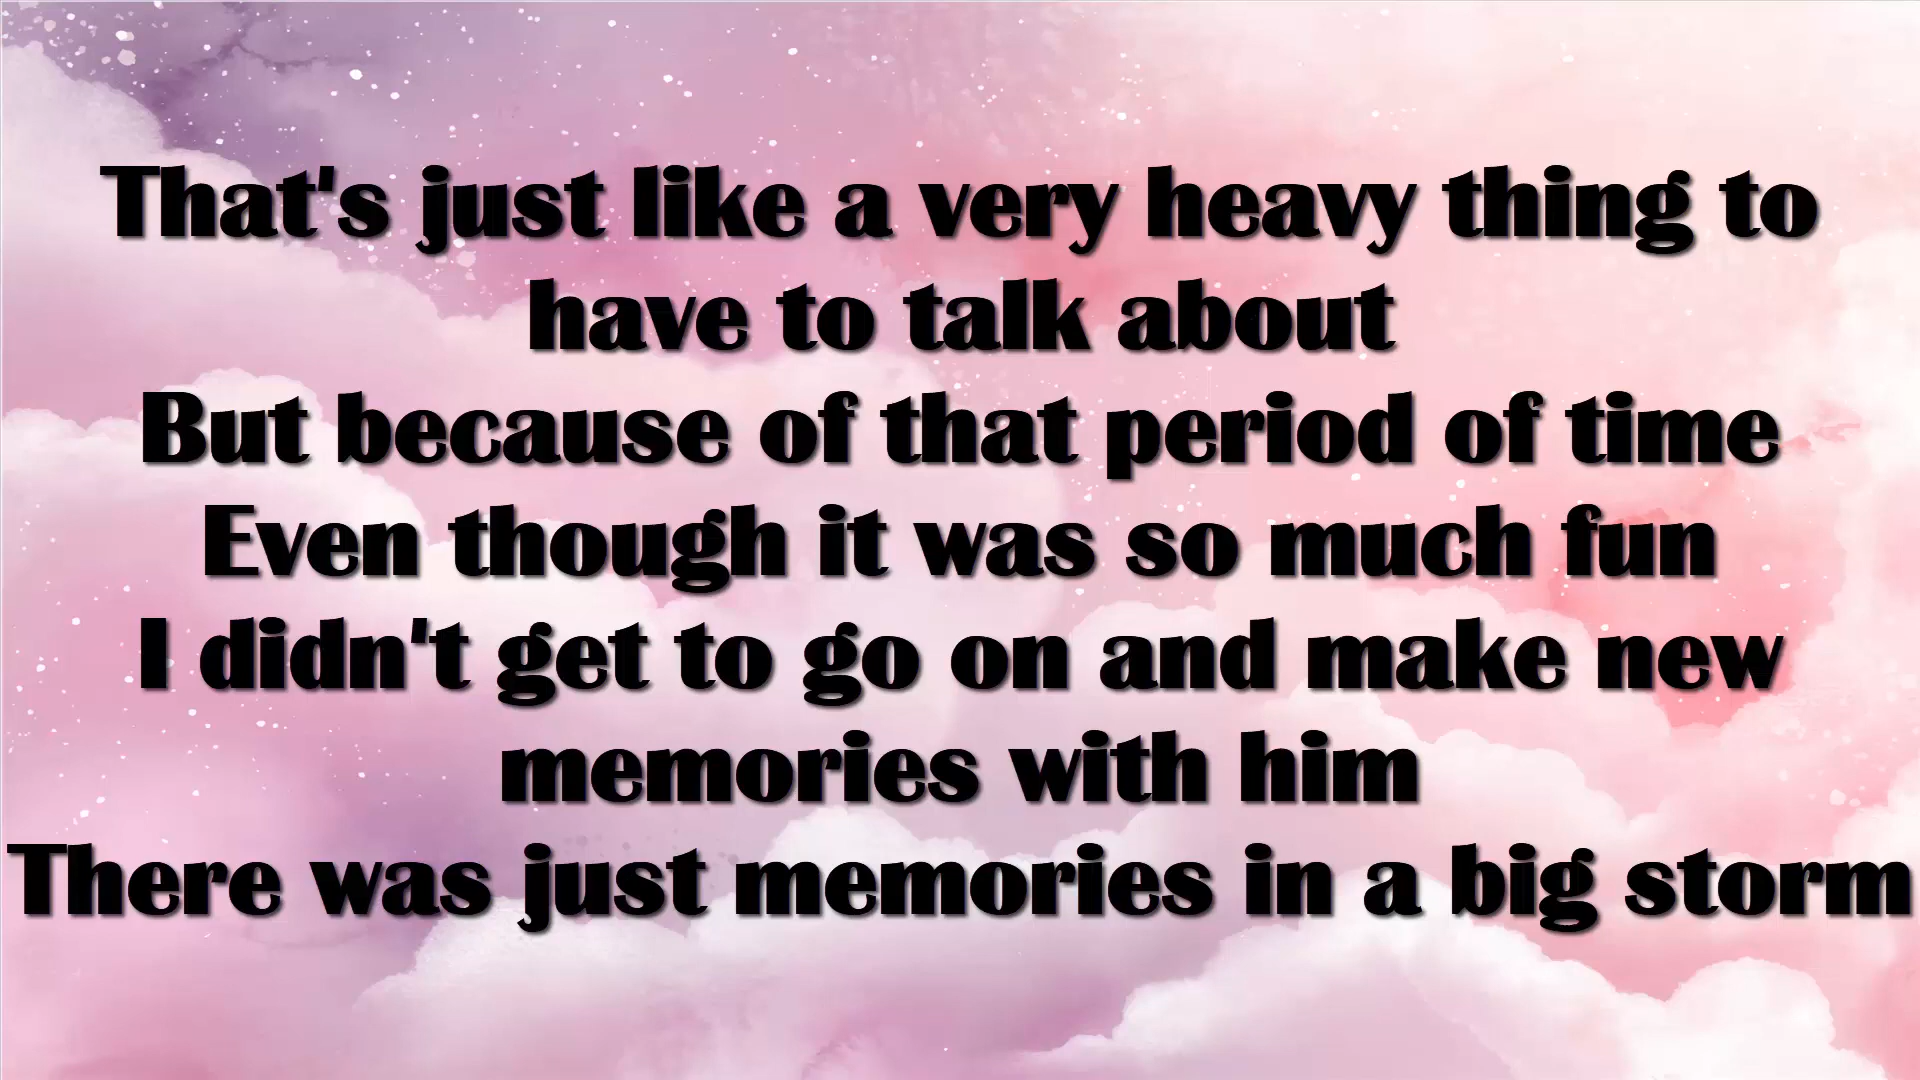 That's just like a very heavy thing to
have to talk about
But because of that period of time
Even though it was so much fun
I didn't get to go on and make new
memories with him
There was just memories in a big storm